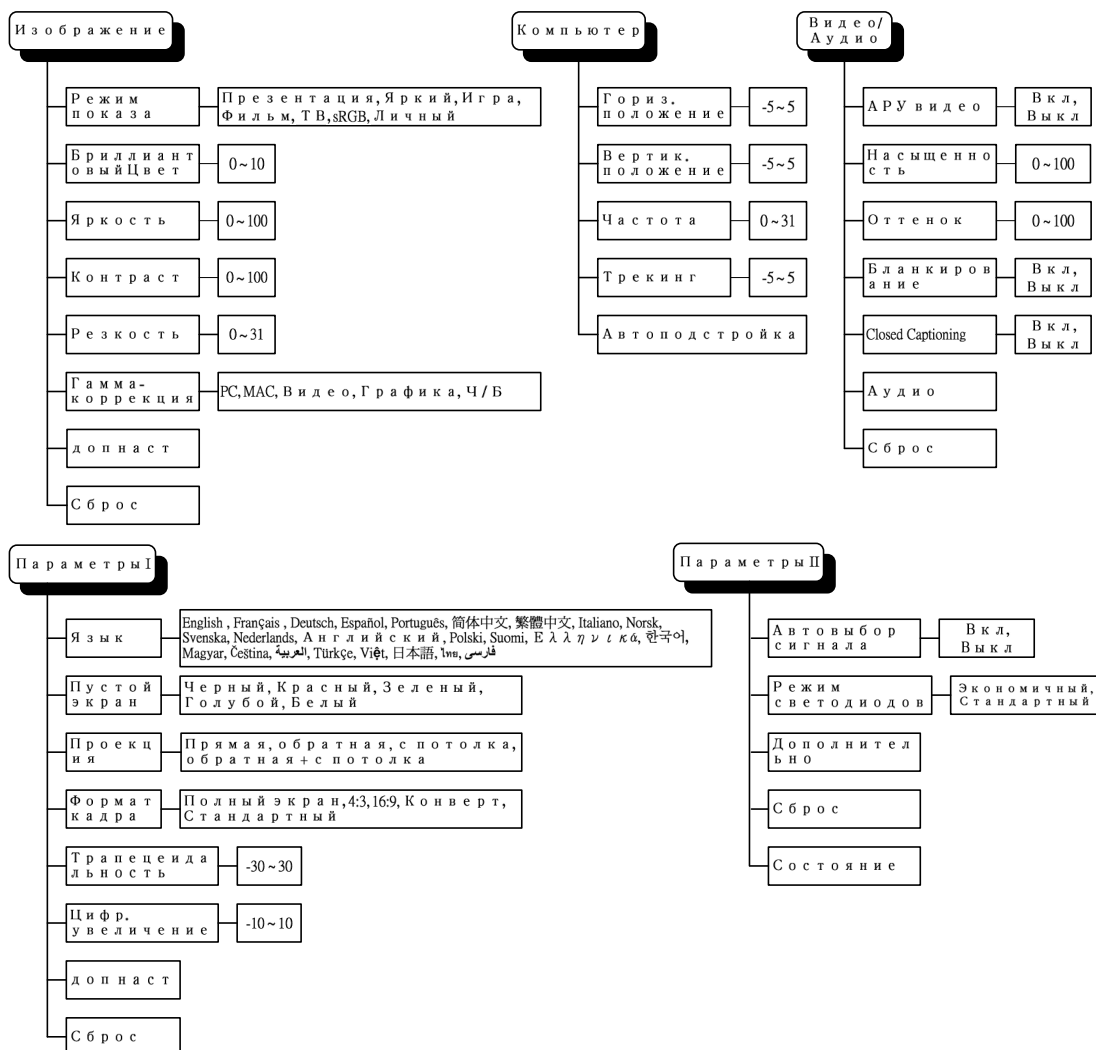 Изображение
Режим
показа
Презентация, Яркий, Игра,
Фильм, ТВ, sRGB, Личный
Бриллиант
овыйЦвет
0~10
Яркость
0~100
Контраст
0~100
Резкость
0~31
Гамма-
коррекция
PC, MAC, Видео, Графика, Ч/Б
допнаст
Сброс
Компьютер
Гориз.
положение
-5~5
Вертик.
положение
-5~5
Частота
0~31
Трекинг
-5~5
Автоподстройка
Видео/
Аудио
АРУ видео
Вкл,
Выкл
Насыщенно
сть
0~100
Оттенок
0~100
Бланкиров
ание
Вкл,
Выкл
Closed Captioning
Вкл,
Выкл
Аудио
Сброс
Параметры I
Язык
English , Français , Deutsch, Español, Português, 简体中文, 繁體中文, Italiano, Norsk,
Svenska, Nederlands, Английский, Polski, Suomi, Ελληνικά, 한국어,
Magyar, Čeština, العربية, Türkçe, Việt, 日本語, ไทย, فارسی
Пустой
экран
Черный, Красный, Зеленый,
Голубой, Белый
Проекц
ия
Прямая, обратная, с потолка,
обратная + с потолка
Формат
кадра
Полный экран, 4:3, 16:9, Конверт,
Стандартный
Трапецеида
льность
-30~30
Цифр.
увеличение
-10~10
допнаст
Сброс
Параметры II
Автовыбор
сигнала
Вкл,
Выкл
Режим
светодиодов
Экономичный,
Стандартный
Дополнител
ьно
Сброс
Состояние